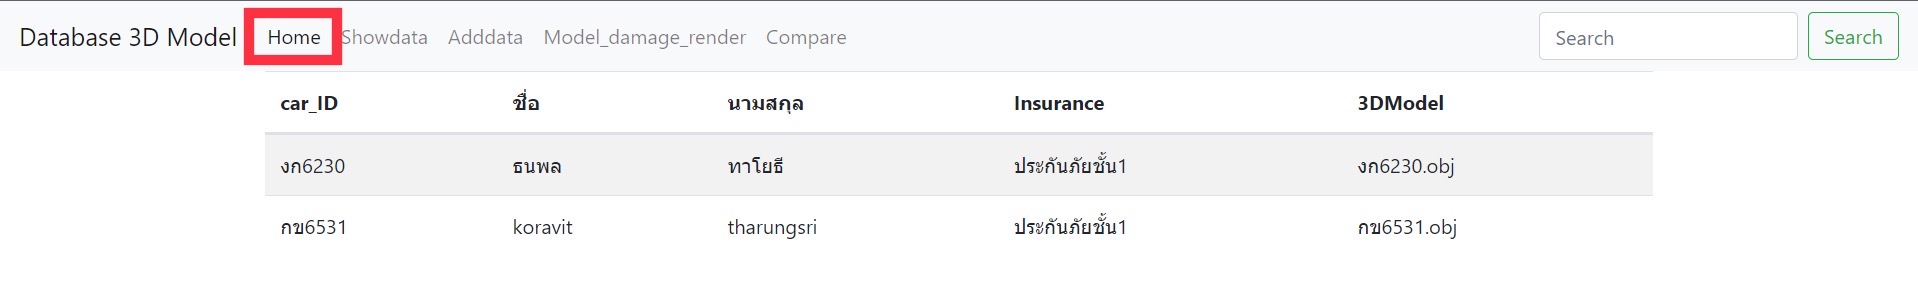 Database 3D Model Home Showdata Adddata Model_damage_render Compare Search Search
car_ID ชื่อ นามสกุล Insurance 3DModel
งก6230 ธนพล ทาโยธี ประกันภัยชั้น1 งก6230.obj
กข6531 koravit tharungsri ประกันภัยชั้น1 กข6531.obj